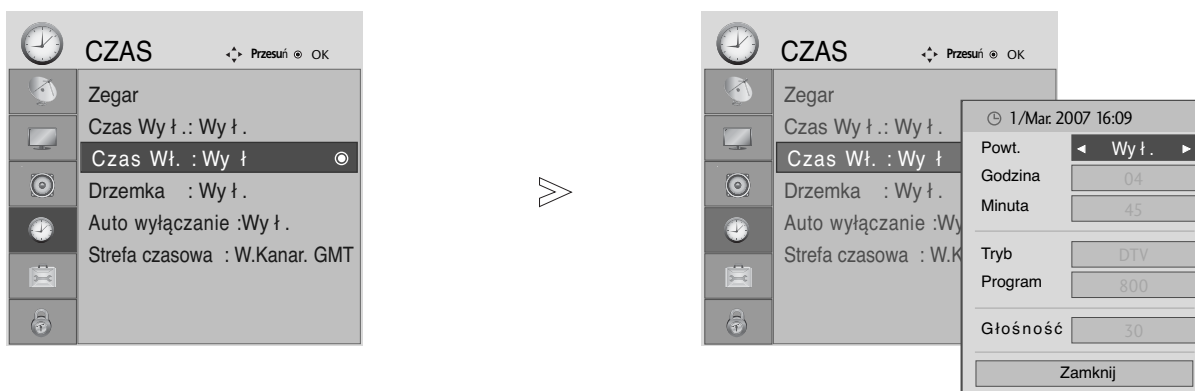 CZAS Przesuń OK
Zegar
Czas Wył.: Wył.
Czas Wł. : Wył
Drzemka : Wył.
Auto wyłączanie :Wył.
Strefa czasowa : W.Kanar. GMT
CZAS Przesuń OK
Zegar
Czas Wył.: Wył.
Czas Wł. : Wył
Drzemka : Wył.
Auto wyłączanie :Wy
Strefa czasowa : W.K
1/Mar. 2007 16:09
Powt. ◄ Wył. ►
Godzina 04
Minuta 45
Tryb DTV
Program 800
Głośność 30
Zamknij